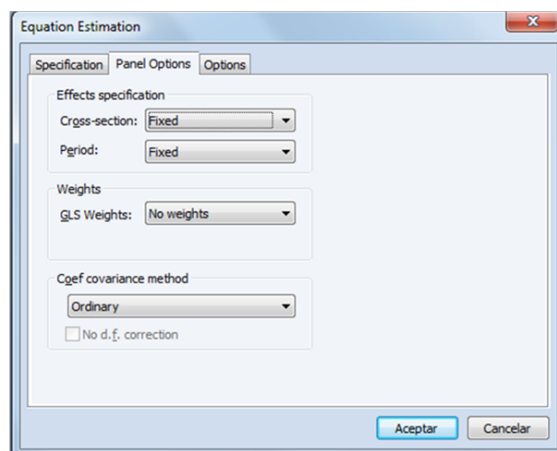 Equation Estimation
Specification Panel Options Options
Effects specification
Cross-section: Fixed
Period: Fixed
Weights
GLS Weights: No weights
Coef covariance method
Ordinary
No d.f. correction
Aceptar Cancelar